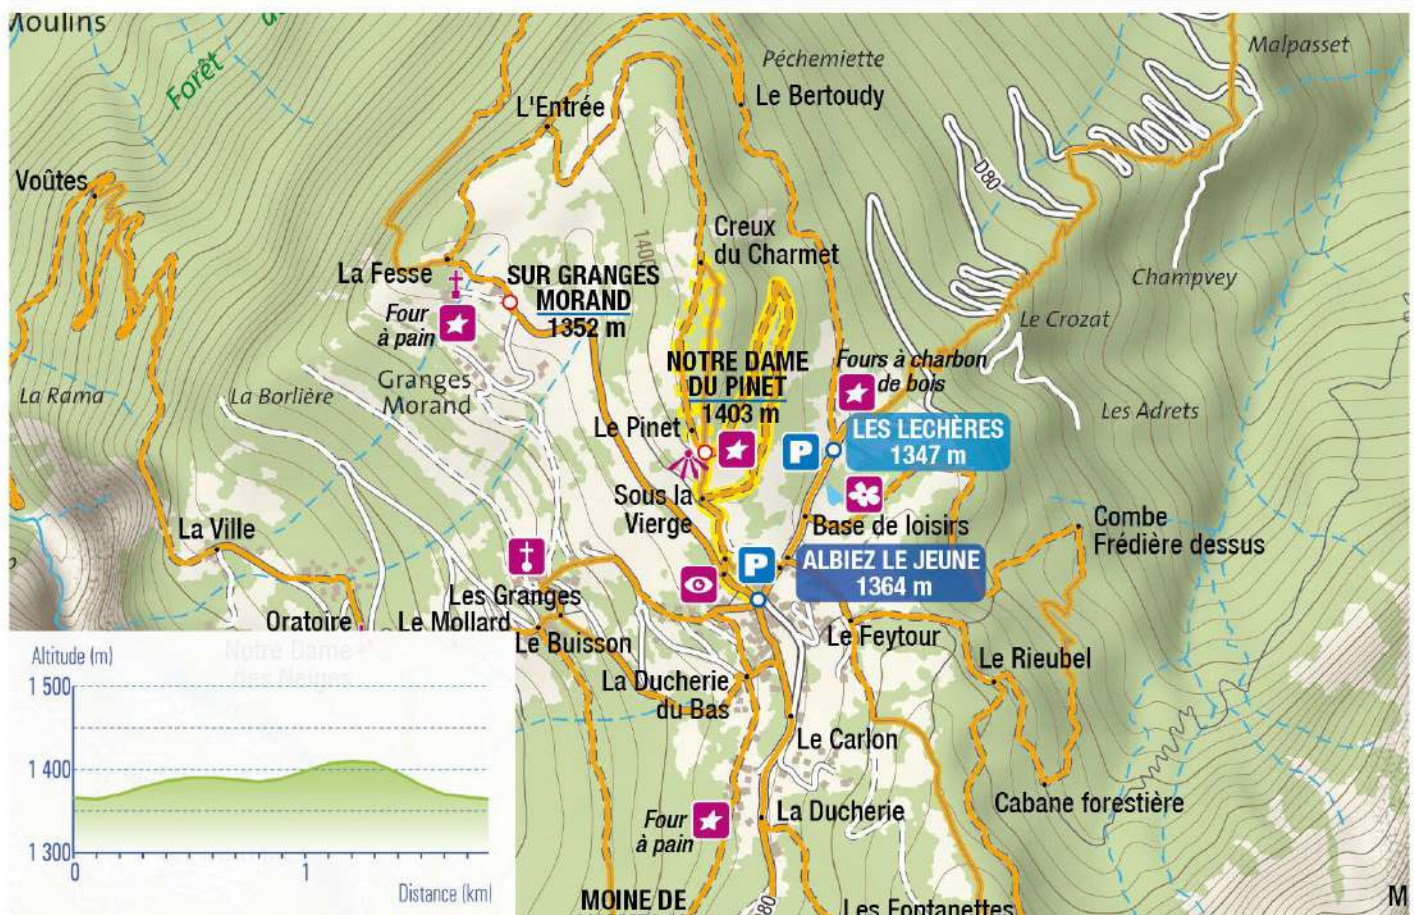 Moulins
Forêt
Péchemiette
Malpasset
L'Entrée
Le Bertoudy
D80
Voûtes
Creux
du Charmet
1400
La Fesse
SUR GRANGES
MORAND
1352 m
Champvey
Four
à pain
Le Crozat
NOTRE DAME
DU PINET
1403 m
Fours à charbon
de bois
Granges
Morand
La Rama
La Borlière
Les Adrets
Le Pinet
P
LES LECHÈRES
1347 m
Sous la
Vierge
Base de loisirs
Combe
Frédière dessus
La Ville
P
ALBIEZ LE JEUNE
1364 m
Les Granges
Oratoire
Le Mollard
Le Buisson
Le Feytour
Notre Dame
des Neiges
Le Rieubel
La Ducherie
du Bas
Le Carlon
Cabane forestière
La Ducherie
Four
à pain
MOINE DE
80
Les Fontanettes
M
Altitude (m)
1 500
1 400
1 300
0
1
Distance (km)